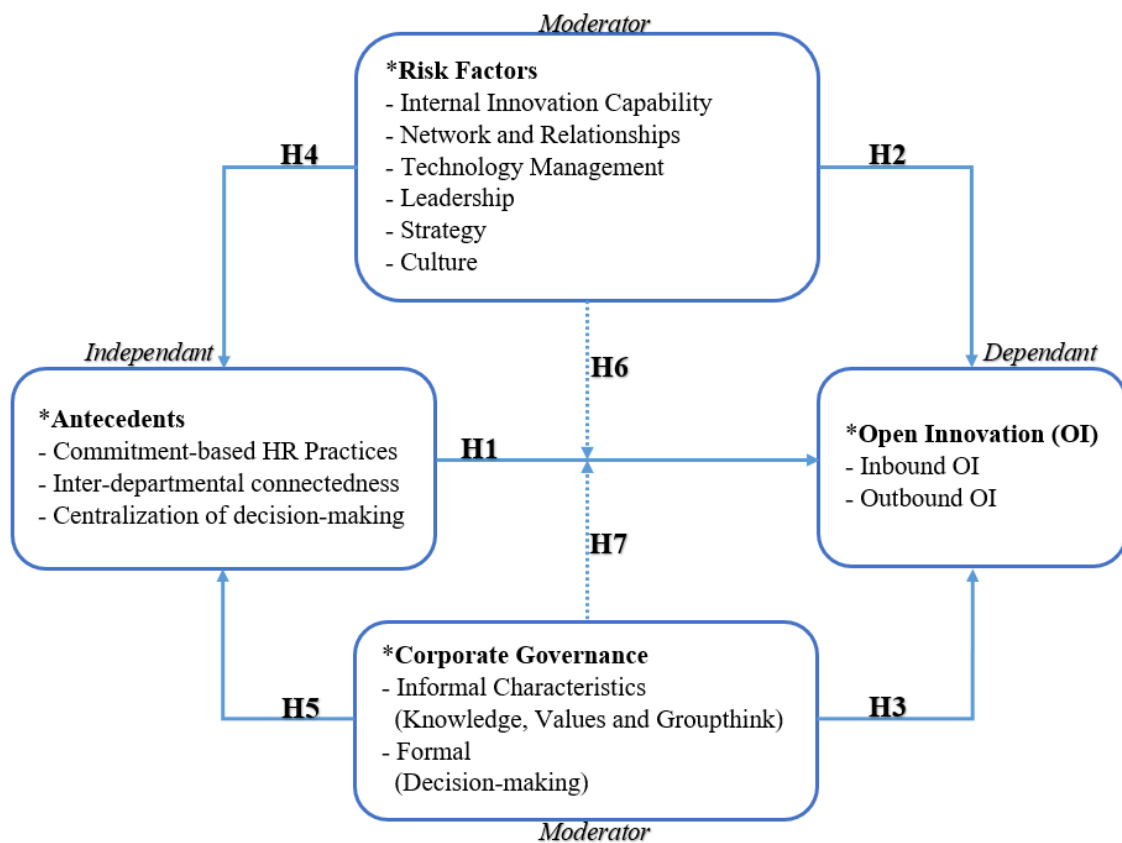 Moderator
*Risk Factors
- Internal Innovation Capability
- Network and Relationships
- Technology Management
- Leadership
- Strategy
- Culture
H4
H2
H6
Independant
*Antecedents
- Commitment-based HR Practices
- Inter-departmental connectedness
- Centralization of decision-making
H1
Dependant
*Open Innovation (OI)
- Inbound OI
- Outbound OI
H7
*Corporate Governance
- Informal Characteristics
(Knowledge, Values and Groupthink)
- Formal
(Decision-making)
H5
H3
Moderator